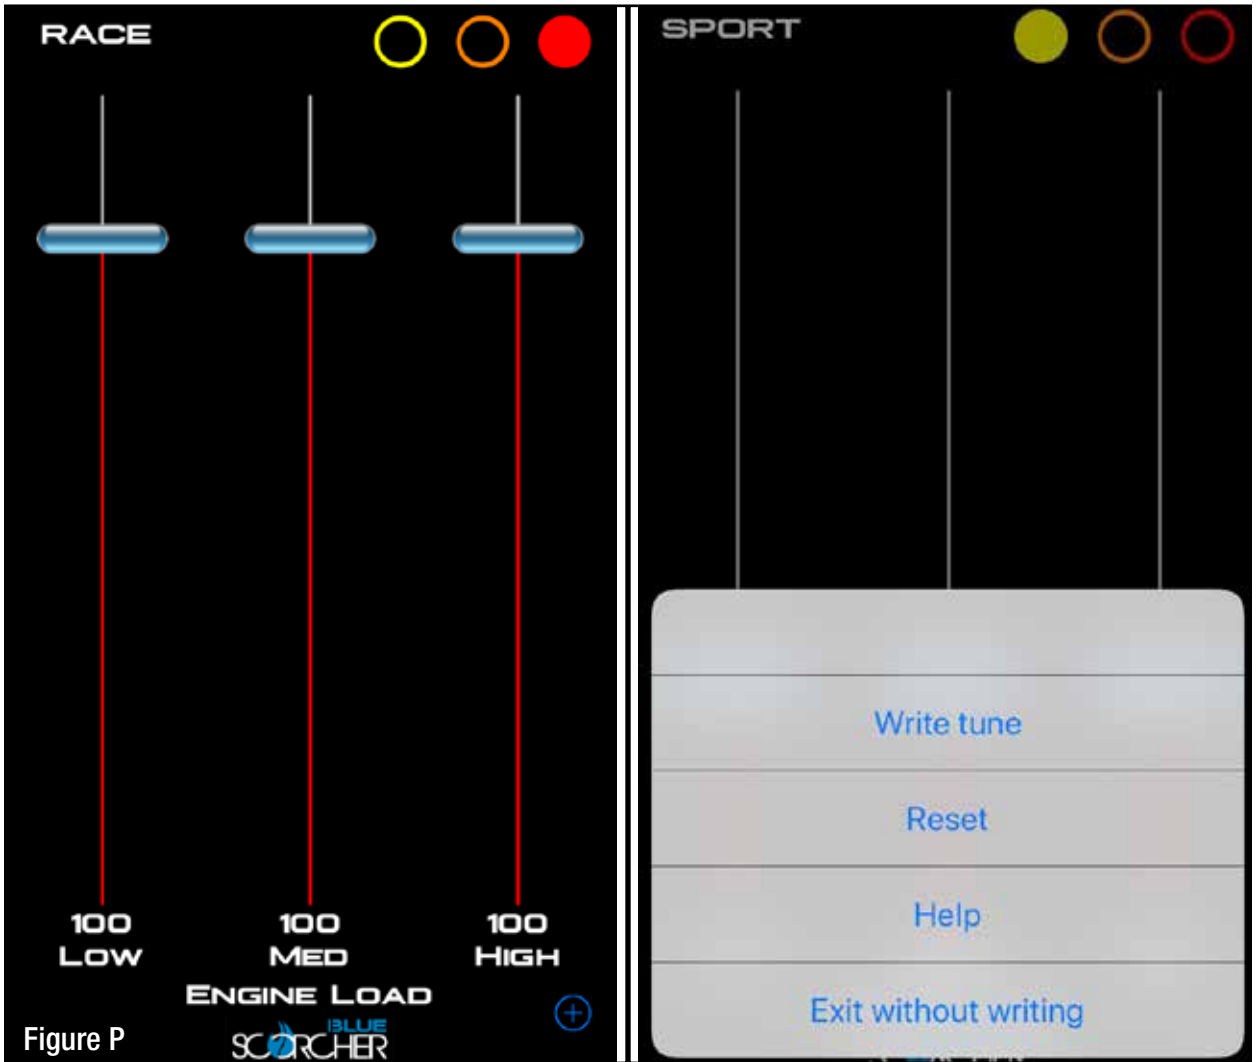 RACE
100
LOW
100
MED
100
HIGH
ENGINE LOAD
Figure P
BLUE
SCORCHER
SPORT
Write tune
Reset
Help
Exit without writing